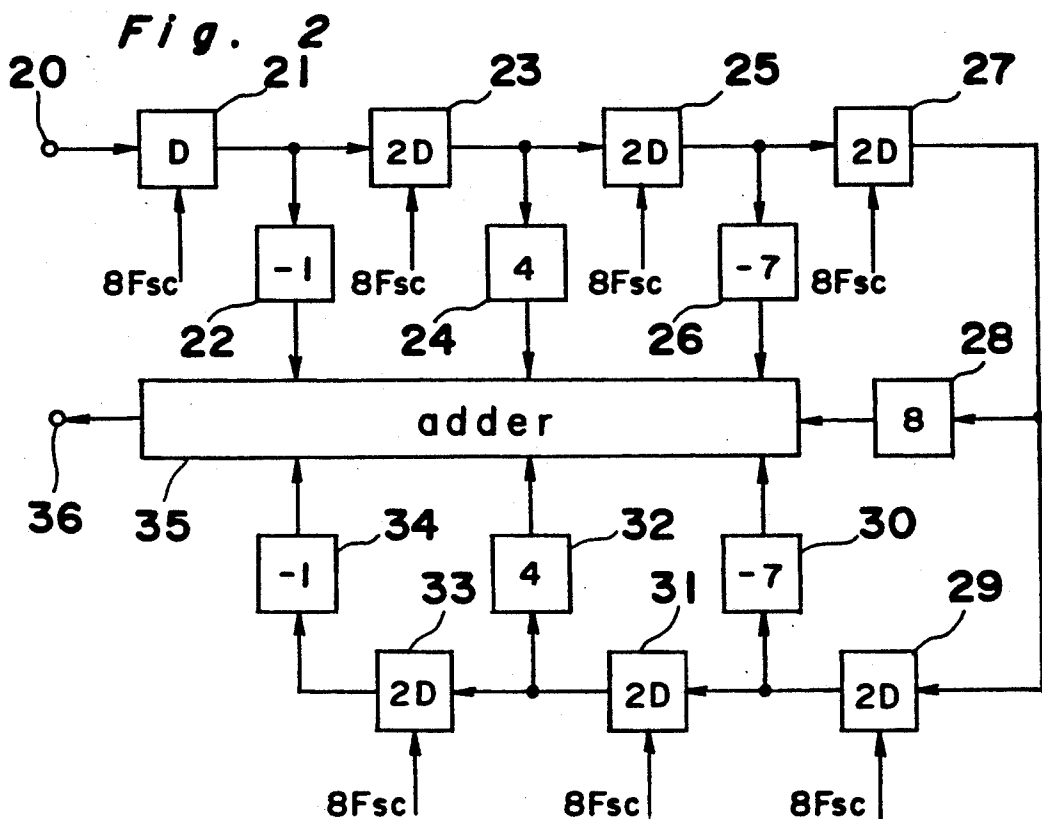 Fig. 2
20 21 23 25 27
D 2D 2D 2D
8Fsc -1 8Fsc 4 8Fsc -7 8Fsc
22 24 26 28
adder 8
36 35 34 32 30
-1 4 -7
33 31 29
2D 2D 2D
8Fsc 8Fsc 8Fsc